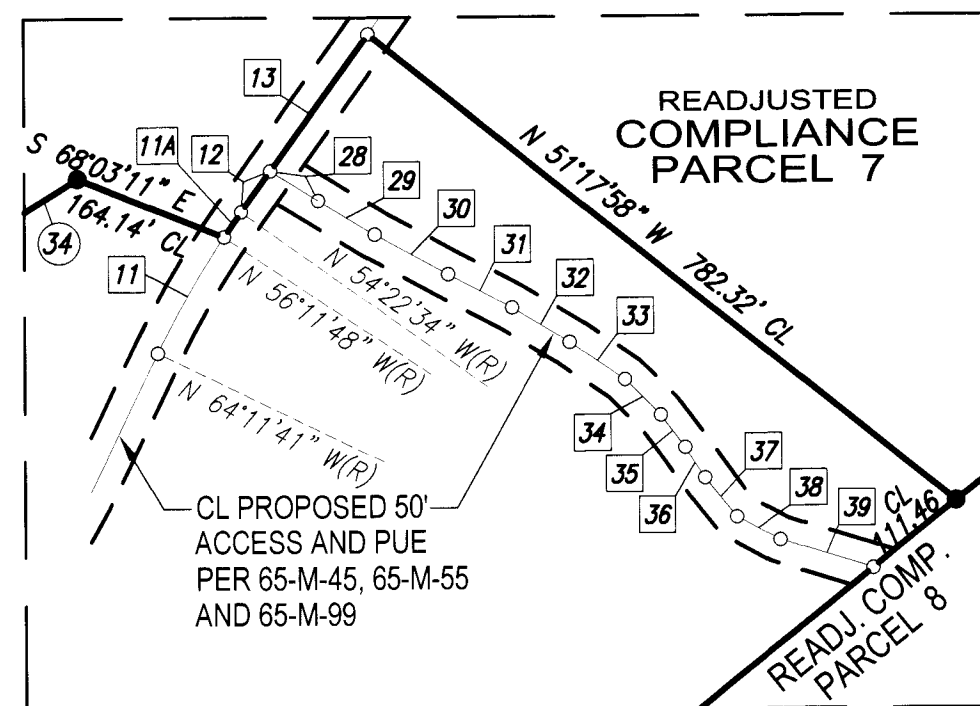 READJUSTED
COMPLIANCE
PARCEL 7
13
11A
12
28
29
30
31
32
33
34
35
36
37
38
39
11
34
S 68°03'11" E
164.14' CL
N 51°17'58" W 782.32' CL
N 54°22'34" W(R)
N 56°11'48" W(R)
N 64°11'41" W(R)
CL PROPOSED 50'
ACCESS AND PUE
PER 65-M-45, 65-M-55
AND 65-M-99
CL
111.46
READJ. COMP.
PARCEL 8